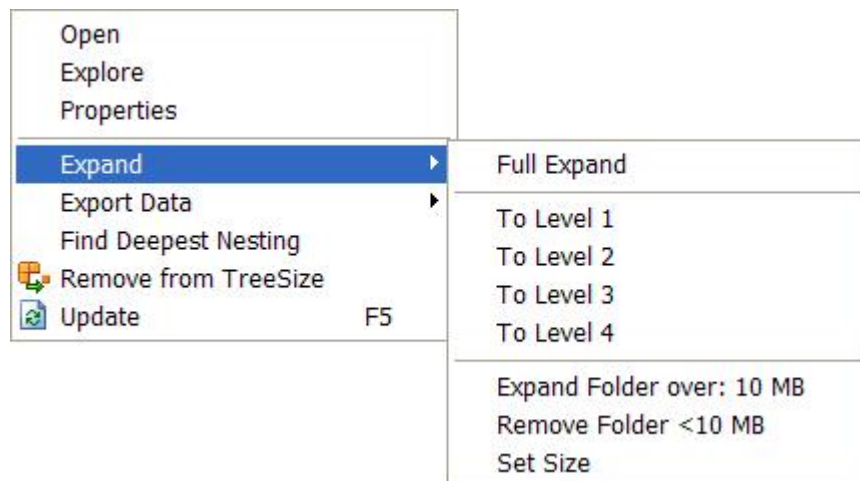 Open
Explore
Properties
Expand
Export Data
Find Deepest Nesting
Remove from TreeSize
Update F5
Full Expand
To Level 1
To Level 2
To Level 3
To Level 4
Expand Folder over: 10 MB
Remove Folder <10 MB
Set Size